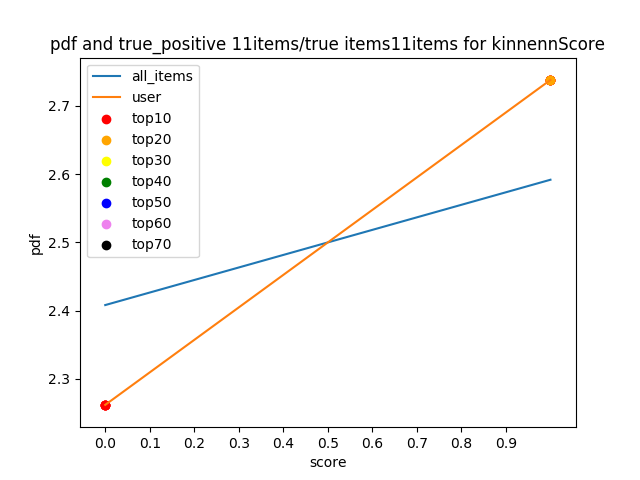 pdf and true_positive 11items/true items11items for kinnennScore
all_items
user
top10
top20
top30
top40
top50
top60
top70
2.7
2.6
2.5
2.4
2.3
pdf
0.0 0.1 0.2 0.3 0.4 0.5 0.6 0.7 0.8 0.9
score